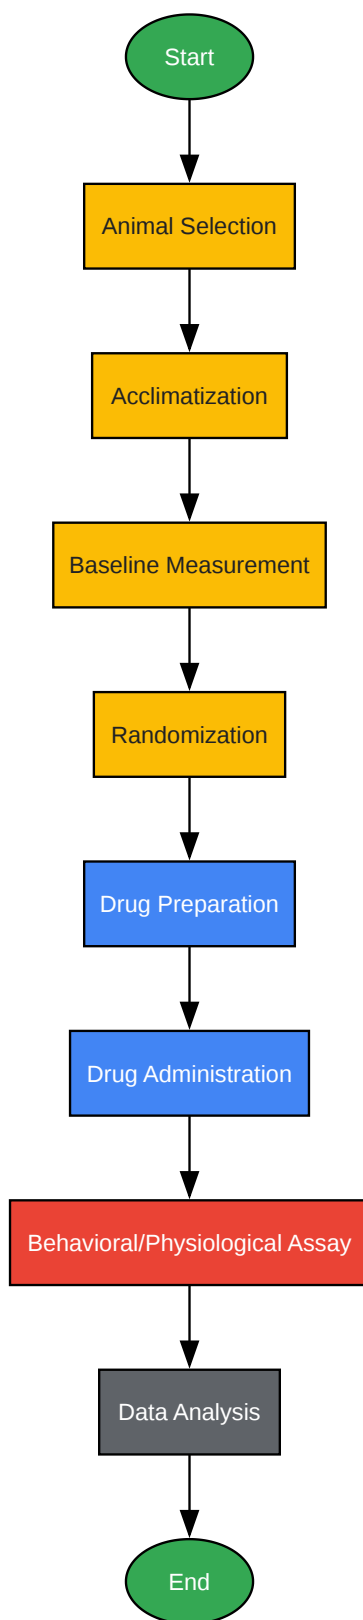 Start
Animal Selection
Acclimatization
Baseline Measurement
Randomization
Drug Preparation
Drug Administration
Behavioral/Physiological Assay
Data Analysis
End